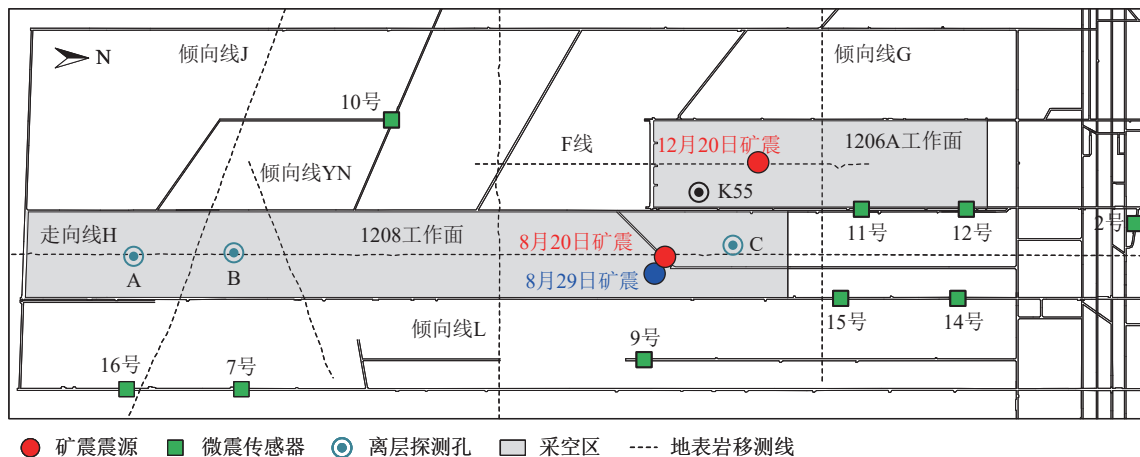 倾向线J
倾向线G
N
10号
F线
12月20日矿震
1206A工作面
倾向线YN
K55
2号
走向线H
1208工作面
8月20日矿震
C
11号
12号
A
B
8月29日矿震
倾向线L
15号
14号
9号
16号
7号
矿震震源 微震传感器 离层探测孔 采空区 地表岩移测线